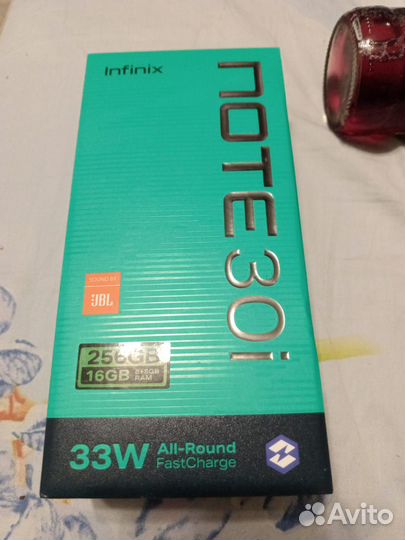 Infinix
NOTE 30i
SOUND BY
JBL
256GB
16GB 8+8GB
RAM
33W All-Round
FastCharge
Avito